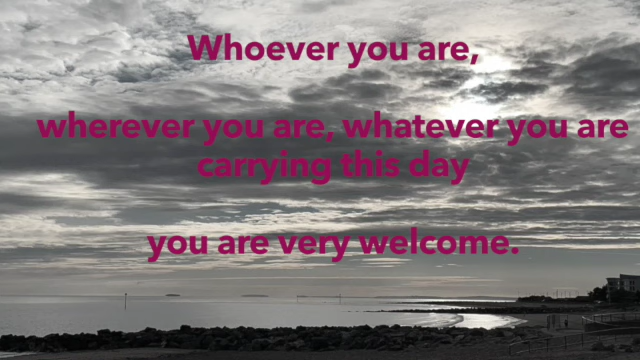 Whoever you are,
wherever you are, whatever you are
carrying this day
you are very welcome.